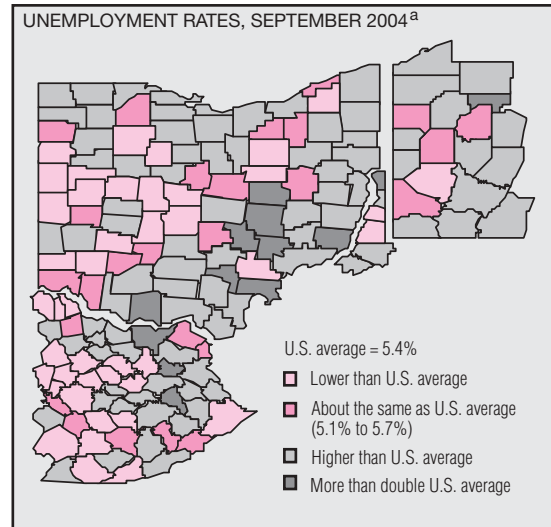 UNEMPLOYMENT RATES, SEPTEMBER 2004a
U.S. average = 5.4%
Lower than U.S. average
About the same as U.S. average
(5.1% to 5.7%)
Higher than U.S. average
More than double U.S. average